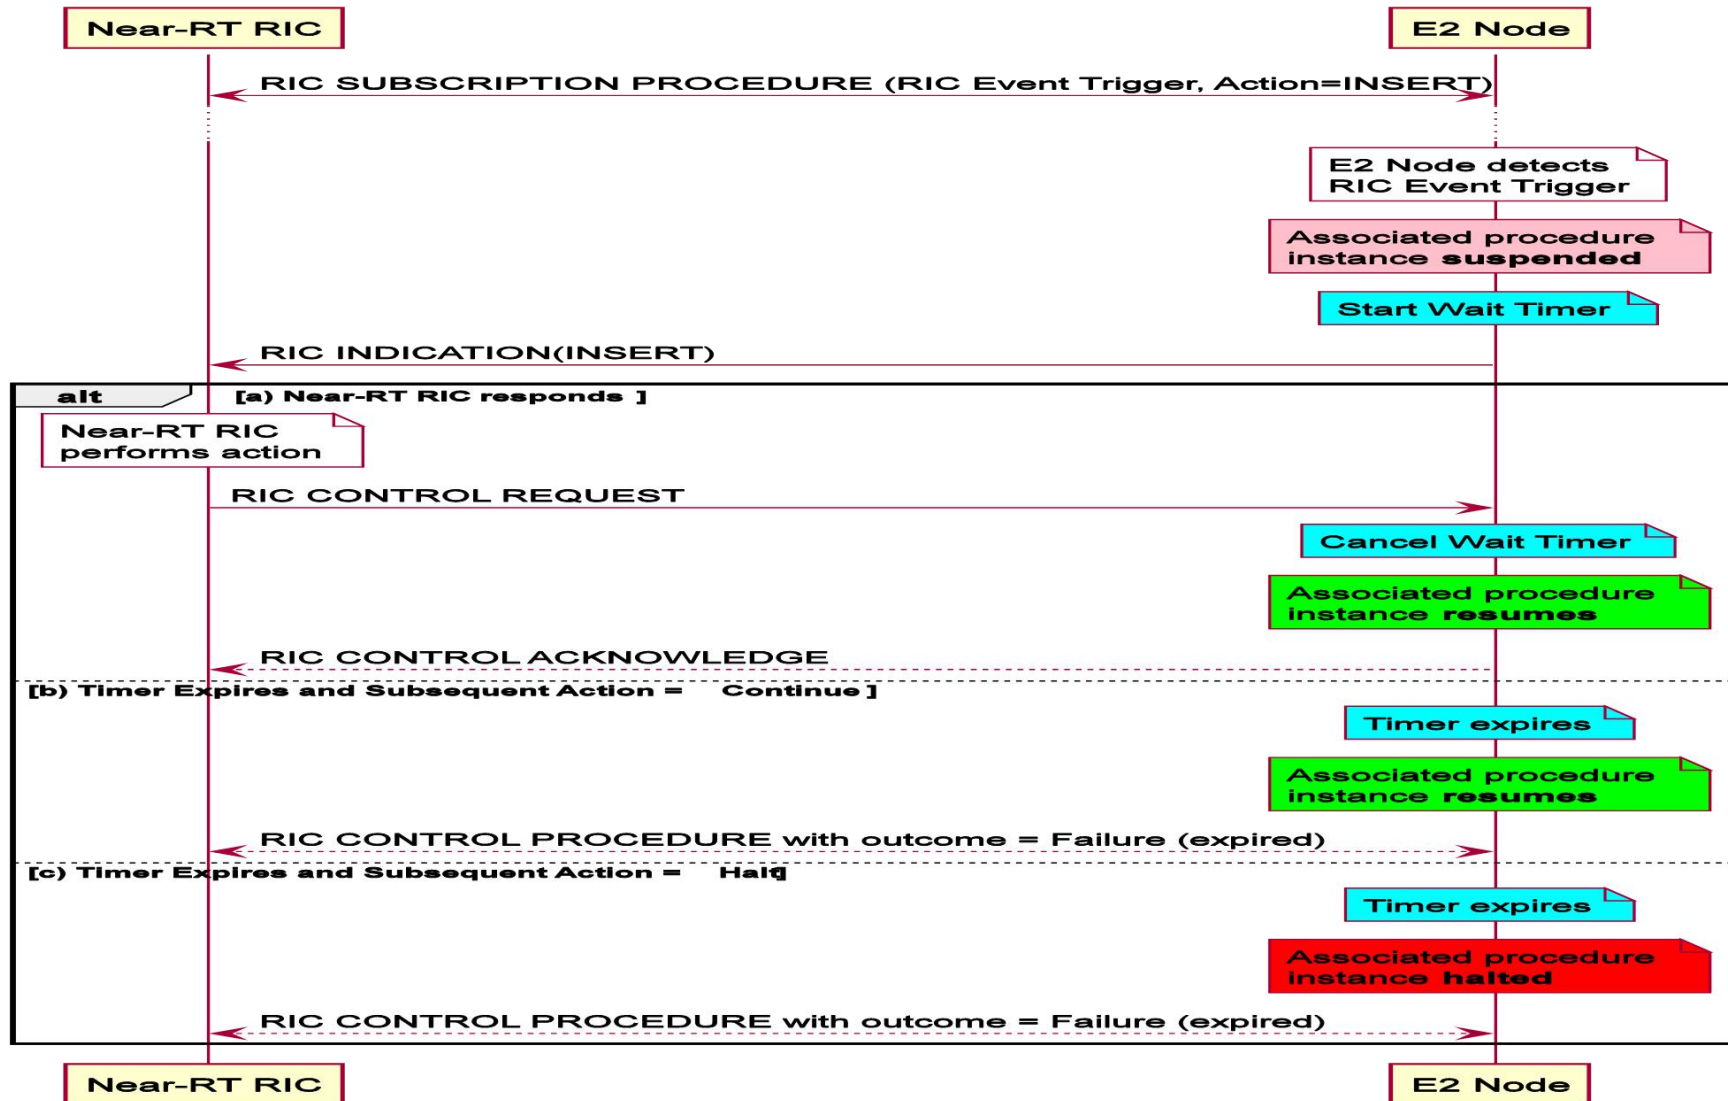 Near-RT RIC
E2 Node
RIC SUBSCRIPTION PROCEDURE (RIC Event Trigger, Action=INSERT)
E2 Node detects
RIC Event Trigger
Associated procedure
instance suspended
Start Wait Timer
RIC INDICATION(INSERT)
alt
[a) Near-RT RIC responds ]
Near-RT RIC
performs action
RIC CONTROL REQUEST
Cancel Wait Timer
Associated procedure
instance resumes
RIC CONTROL ACKNOWLEDGE
[b) Timer Expires and Subsequent Action = Continue ]
Timer expires
Associated procedure
instance resumes
RIC CONTROL PROCEDURE with outcome = Failure (expired)
[c) Timer Expires and Subsequent Action = Halt]
Timer expires
Associated procedure
instance halted
RIC CONTROL PROCEDURE with outcome = Failure (expired)
Near-RT RIC
E2 Node